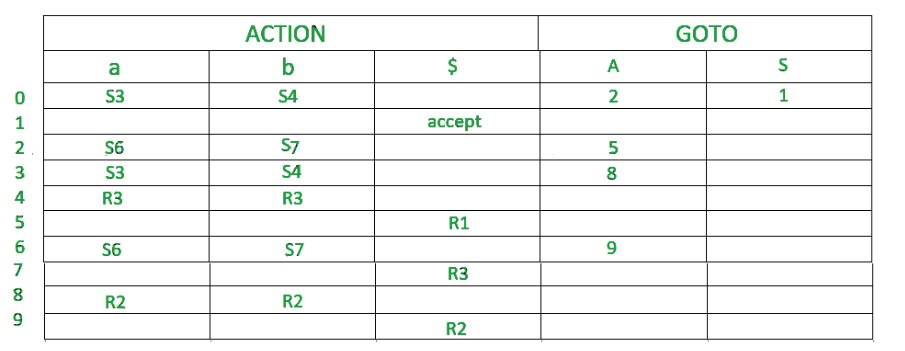 ACTION GOTO
a b $ A S
0 S3 S4 2 1
1 accept
2 S6 S7 5
3 S3 S4 8
4 R3 R3
5 R1
6 S6 S7 9
7 R3
8 R2 R2
9 R2